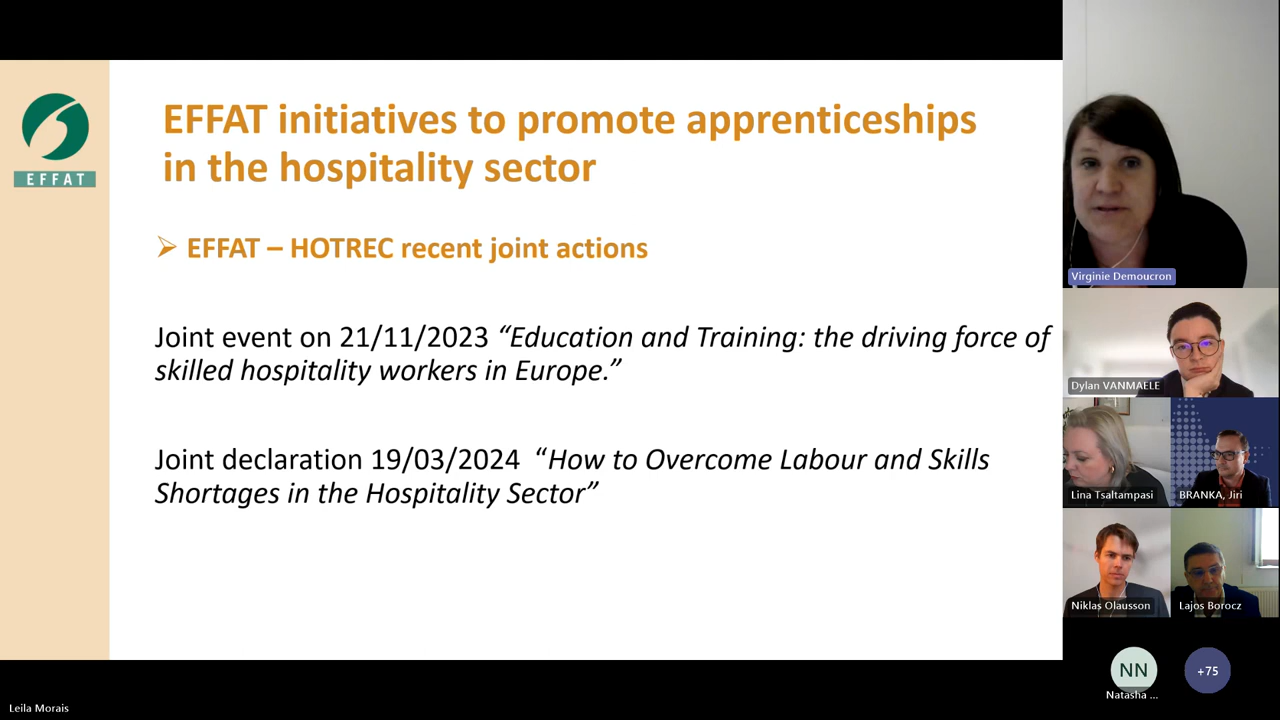 EFFAT
EFFAT initiatives to promote apprenticeships
in the hospitality sector
➢ EFFAT – HOTREC recent joint actions
Joint event on 21/11/2023 “Education and Training: the driving force of
skilled hospitality workers in Europe.”
Joint declaration 19/03/2024 “How to Overcome Labour and Skills
Shortages in the Hospitality Sector”
Virginie Demoucron
Dylan VANMAELE
Lina Tsaltampasi
BRANKA, Jiri
Niklas Olausson
Lajos Borocz
NN
+75
Natasha ...
Leila Morais